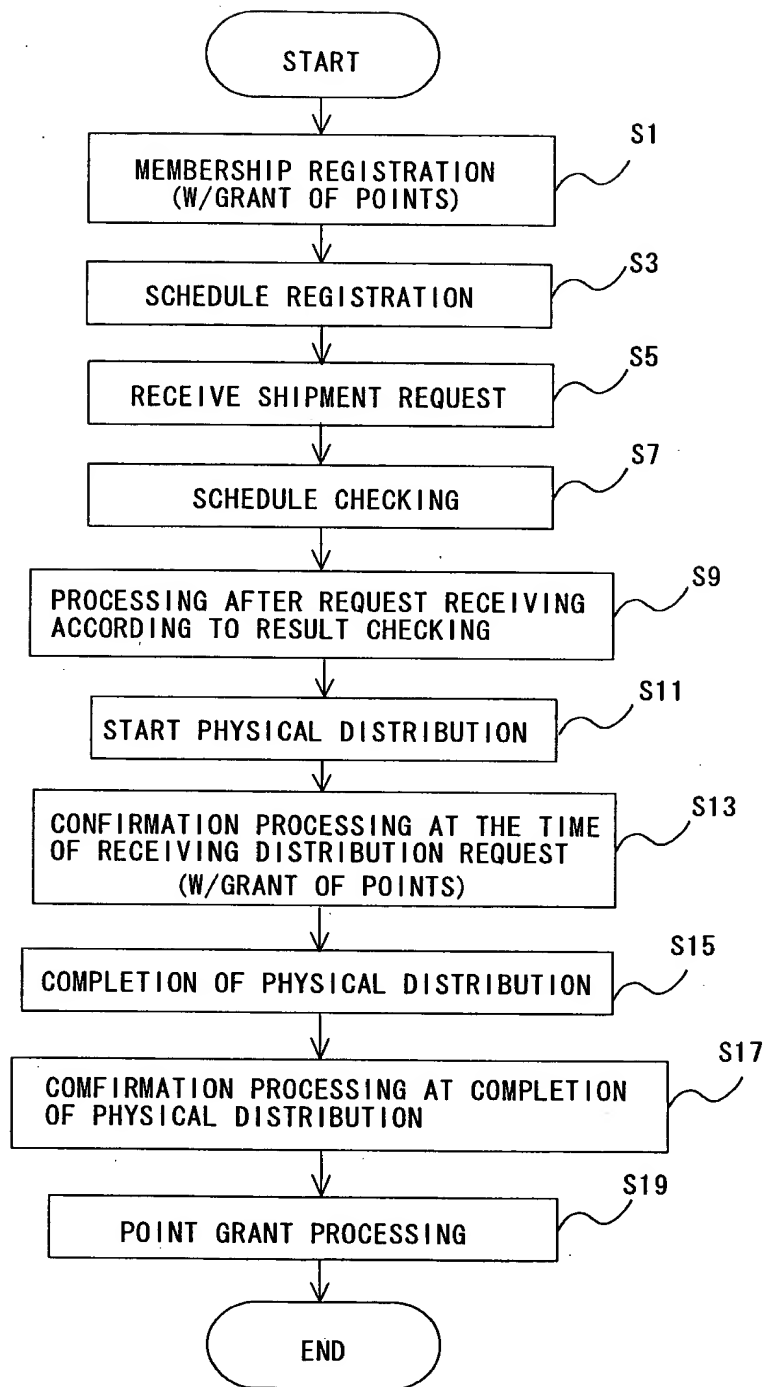 START
S1
MEMBERSHIP REGISTRATION
(W/GRANT OF POINTS)
S3
SCHEDULE REGISTRATION
S5
RECEIVE SHIPMENT REQUEST
S7
SCHEDULE CHECKING
S9
PROCESSING AFTER REQUEST RECEIVING
ACCORDING TO RESULT CHECKING
S11
START PHYSICAL DISTRIBUTION
S13
CONFIRMATION PROCESSING AT THE TIME
OF RECEIVING DISTRIBUTION REQUEST
(W/GRANT OF POINTS)
S15
COMPLETION OF PHYSICAL DISTRIBUTION
S17
COMFIRMATION PROCESSING AT COMPLETION
OF PHYSICAL DISTRIBUTION
S19
POINT GRANT PROCESSING
END